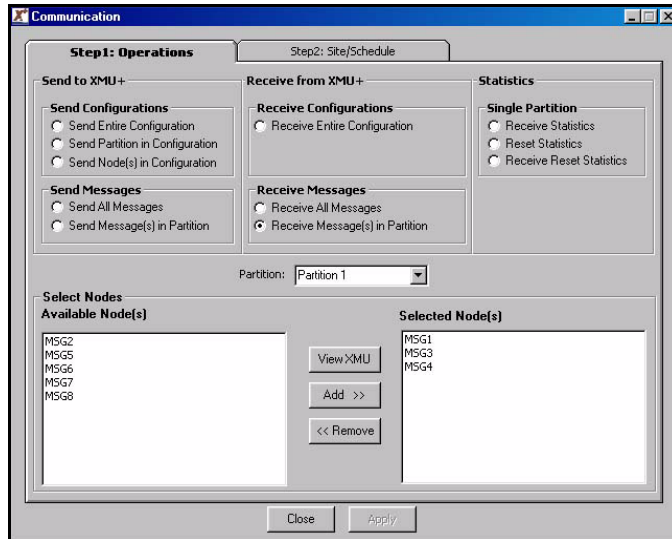 Communication
Step1: Operations
Step2: Site/Schedule
Send to XMU+
Send Configurations
Send Entire Configuration
Send Partition in Configuration
Send Node(s) in Configuration
Send Messages
Send All Messages
Send Message(s) in Partition
Receive from XMU+
Receive Configurations
Receive Entire Configuration
Receive Messages
Receive All Messages
Receive Message(s) in Partition
Statistics
Single Partition
Receive Statistics
Reset Statistics
Receive Reset Statistics
Partition: Partition 1
Select Nodes
Available Node(s)
MSG2
MSG5
MSG6
MSG7
MSG8
View XMU
Add >>
<< Remove
Selected Node(s)
MSG1
MSG3
MSG4
Close
Apply